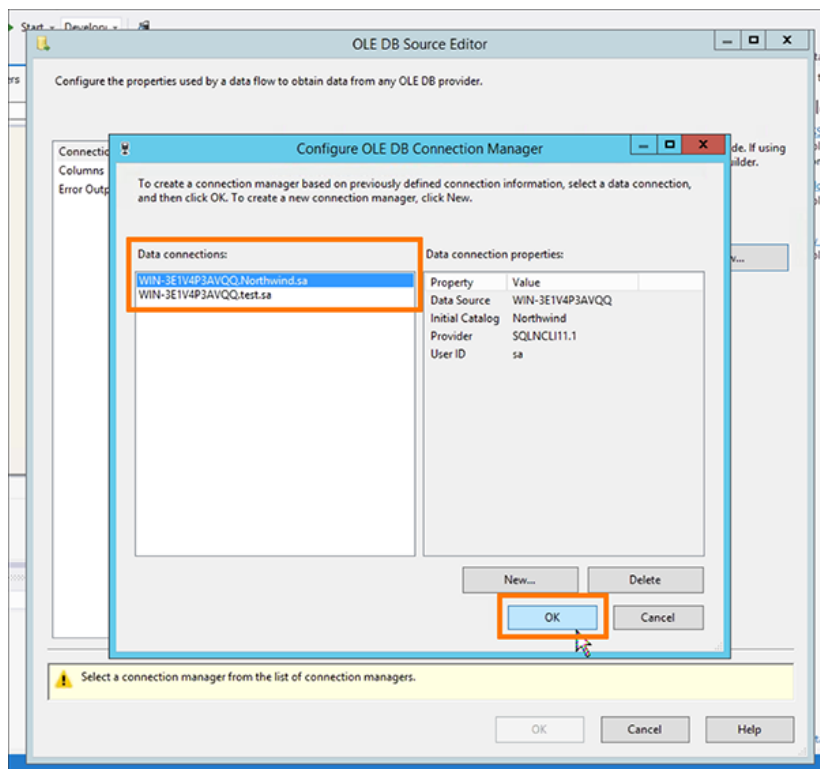 Start
OLE DB Source Editor
Configure the properties used by a data flow to obtain data from any OLE DB provider.
Configure OLE DB Connection Manager
Columns
de. If using
To create a connection manager based on previously defined connection information, select a data connection,
and then click OK. To create a new connection manager, click New.
Data connections:
Data connection properties:
WIN-3E1V4P3AVQQ.Northwind.sa
WIN-3E1V4P3AVQQ.test.sa
Property Value
Data Source WIN-3E1V4P3AVQQ
Initial Catalog Northwind
Provider SQLNCLI11.1
User ID sa
New... Delete
OK Cancel
Select a connection manager from the list of connection managers.
OK Cancel Help